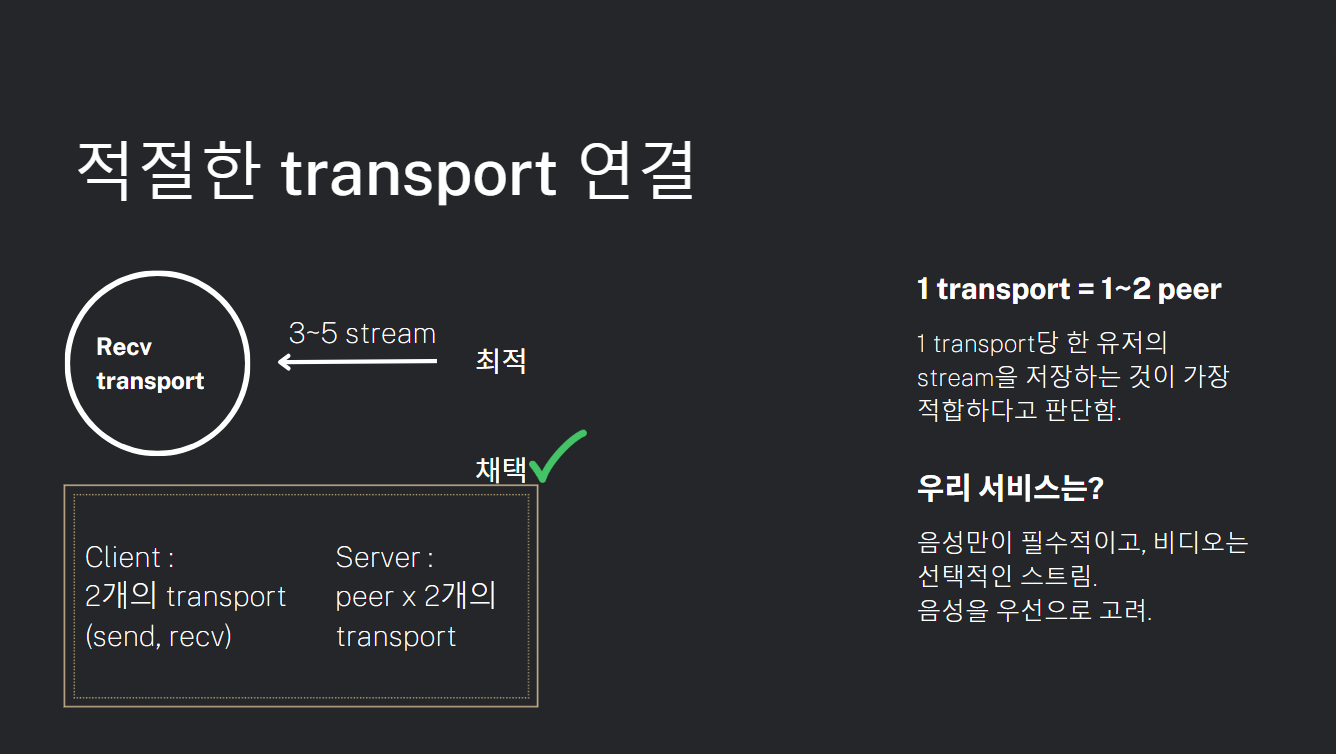 적절한 transport 연결
Recv
transport
3~5 stream
최적
채택
Client :
2개의 transport
(send, recv)
Server :
peer x 2개의
transport
1 transport = 1~2 peer
1 transport당 한 유저의
stream을 저장하는 것이 가장
적합하다고 판단함.
우리 서비스는?
음성만이 필수적이고, 비디오는
선택적인 스트림.
음성을 우선으로 고려.